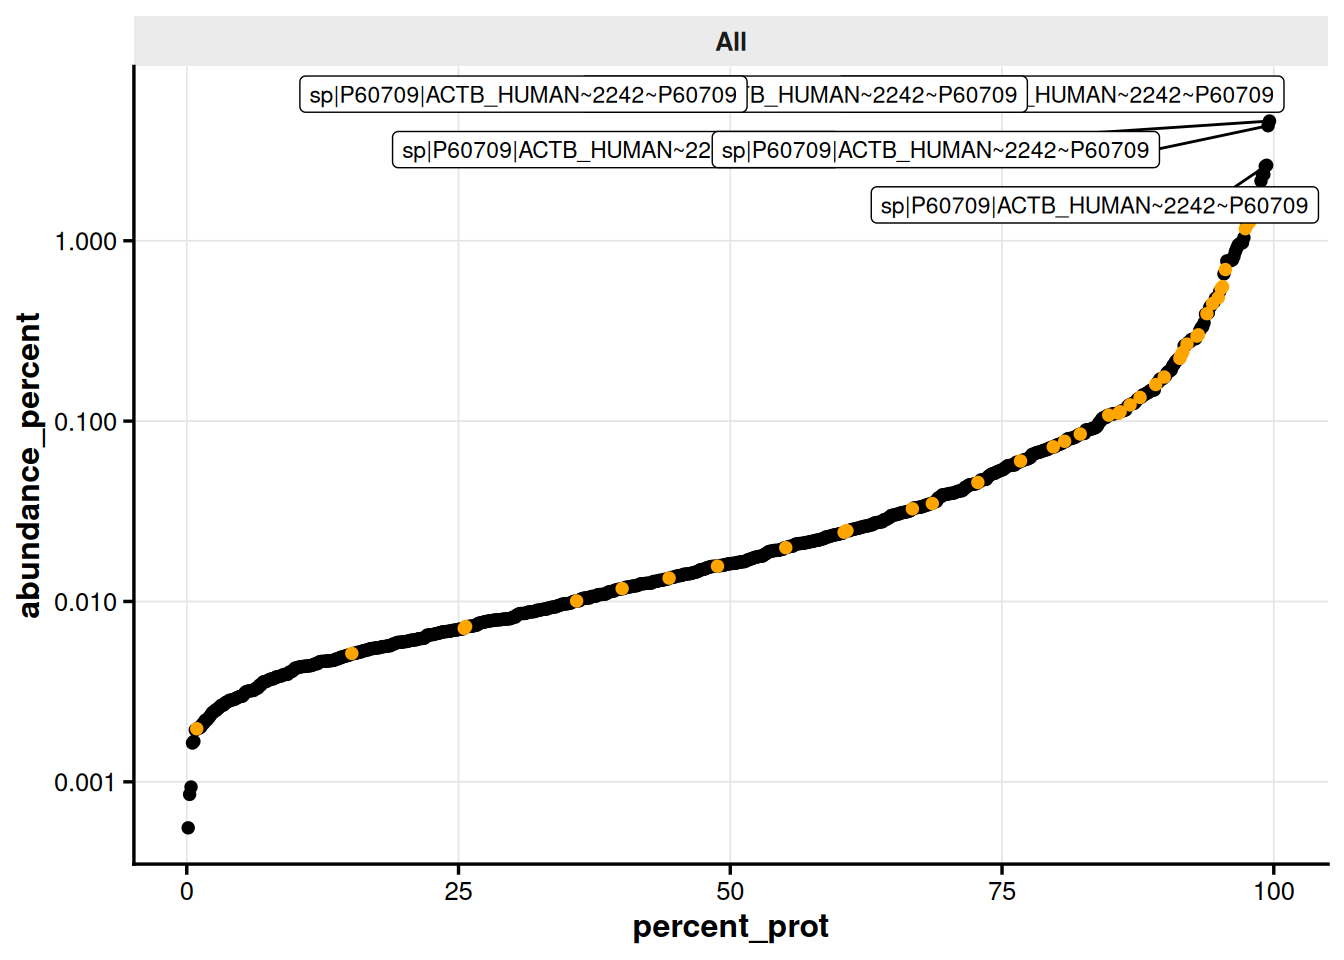 All
sp|P60709|ACTB_HUMAN~2242~P60709
TB_HUMAN~2242~P60709
_HUMAN~2242~P60709
sp|P60709|ACTB_HUMAN~22
sp|P60709|ACTB_HUMAN~2242~P60709
sp|P60709|ACTB_HUMAN~2242~P60709
1.000
0.100
0.010
0.001
abundance_percent
0 25 50 75 100
percent_prot